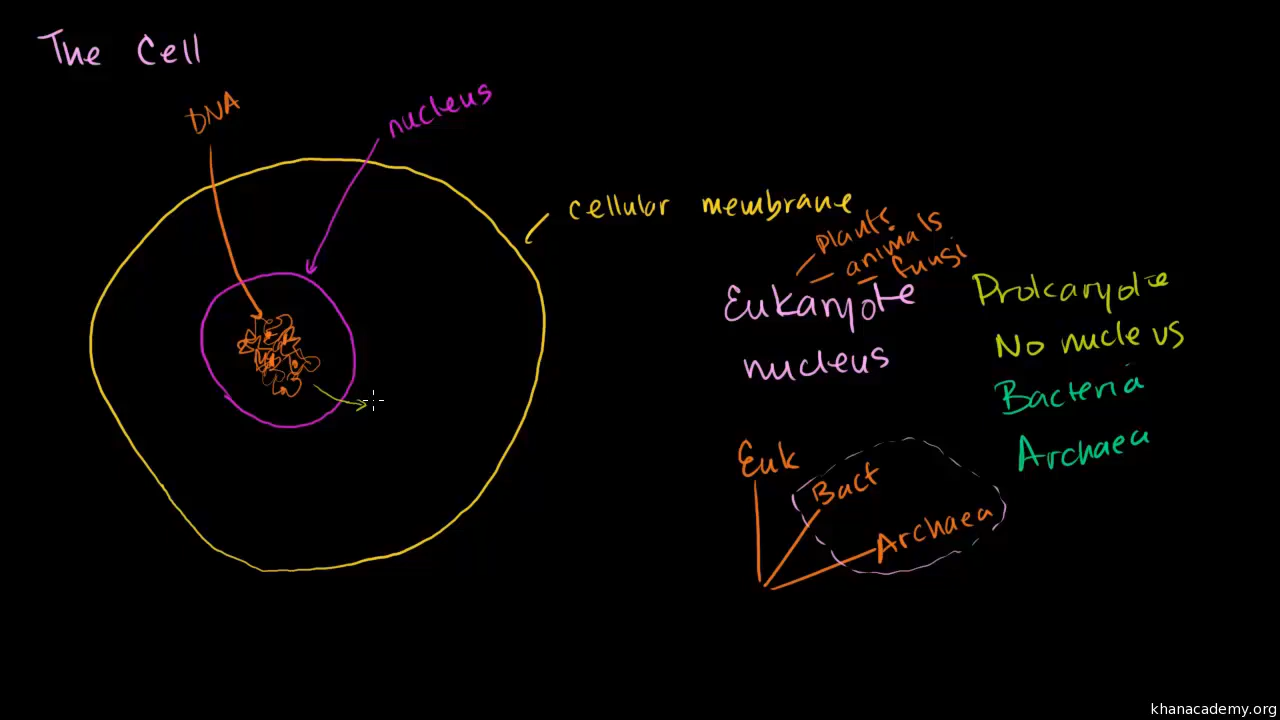 The Cell
DNA
nucleus
cellular membrane
plants
animals
fungi
Eukaryote
nucleus
Prokaryote
No nucleus
Bacteria
Archaea
Euk
Bact
Archaea
khanacademy.org